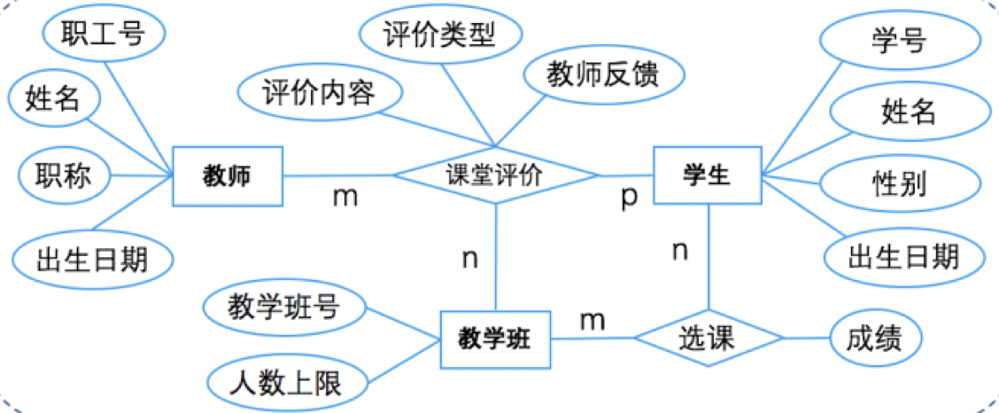 职工号
评价类型
学号
教师反馈
评价内容
姓名
姓名
职称
教师
课堂评价
学生
性别
m
p
出生日期
n
n
出生日期
教学班号
m
教学班
选课
成绩
人数上限